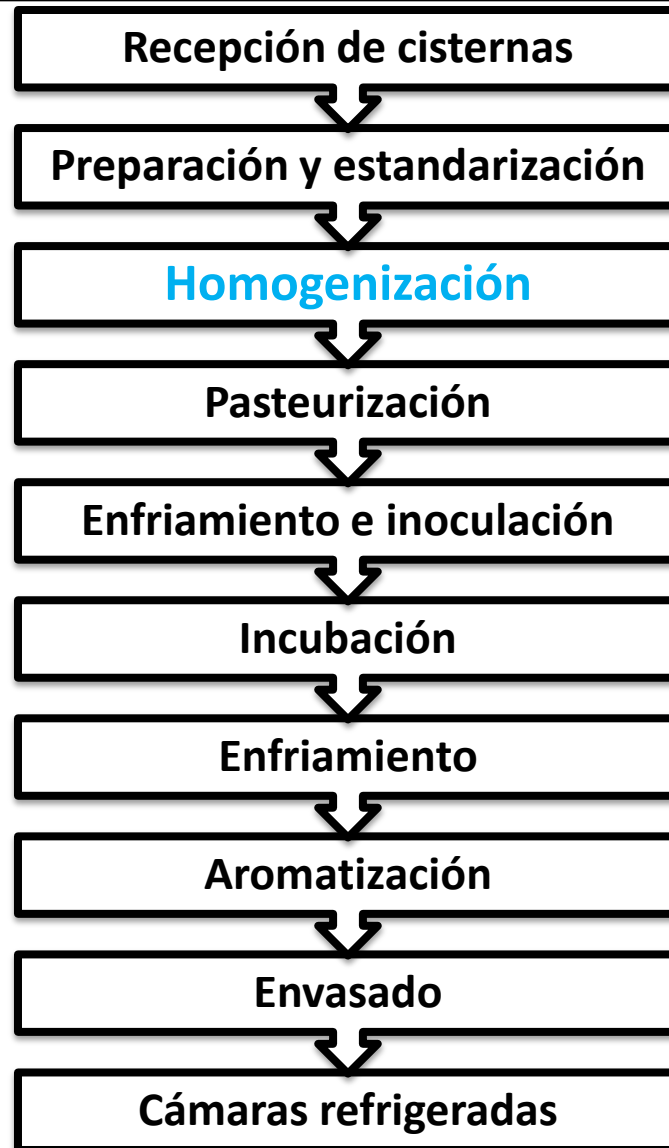 Recepción de cisternas
Preparación y estandarización
Homogenización
Pasteurización
Enfriamiento e inoculación
Incubación
Enfriamiento
Aromatización
Envasado
Cámaras refrigeradas